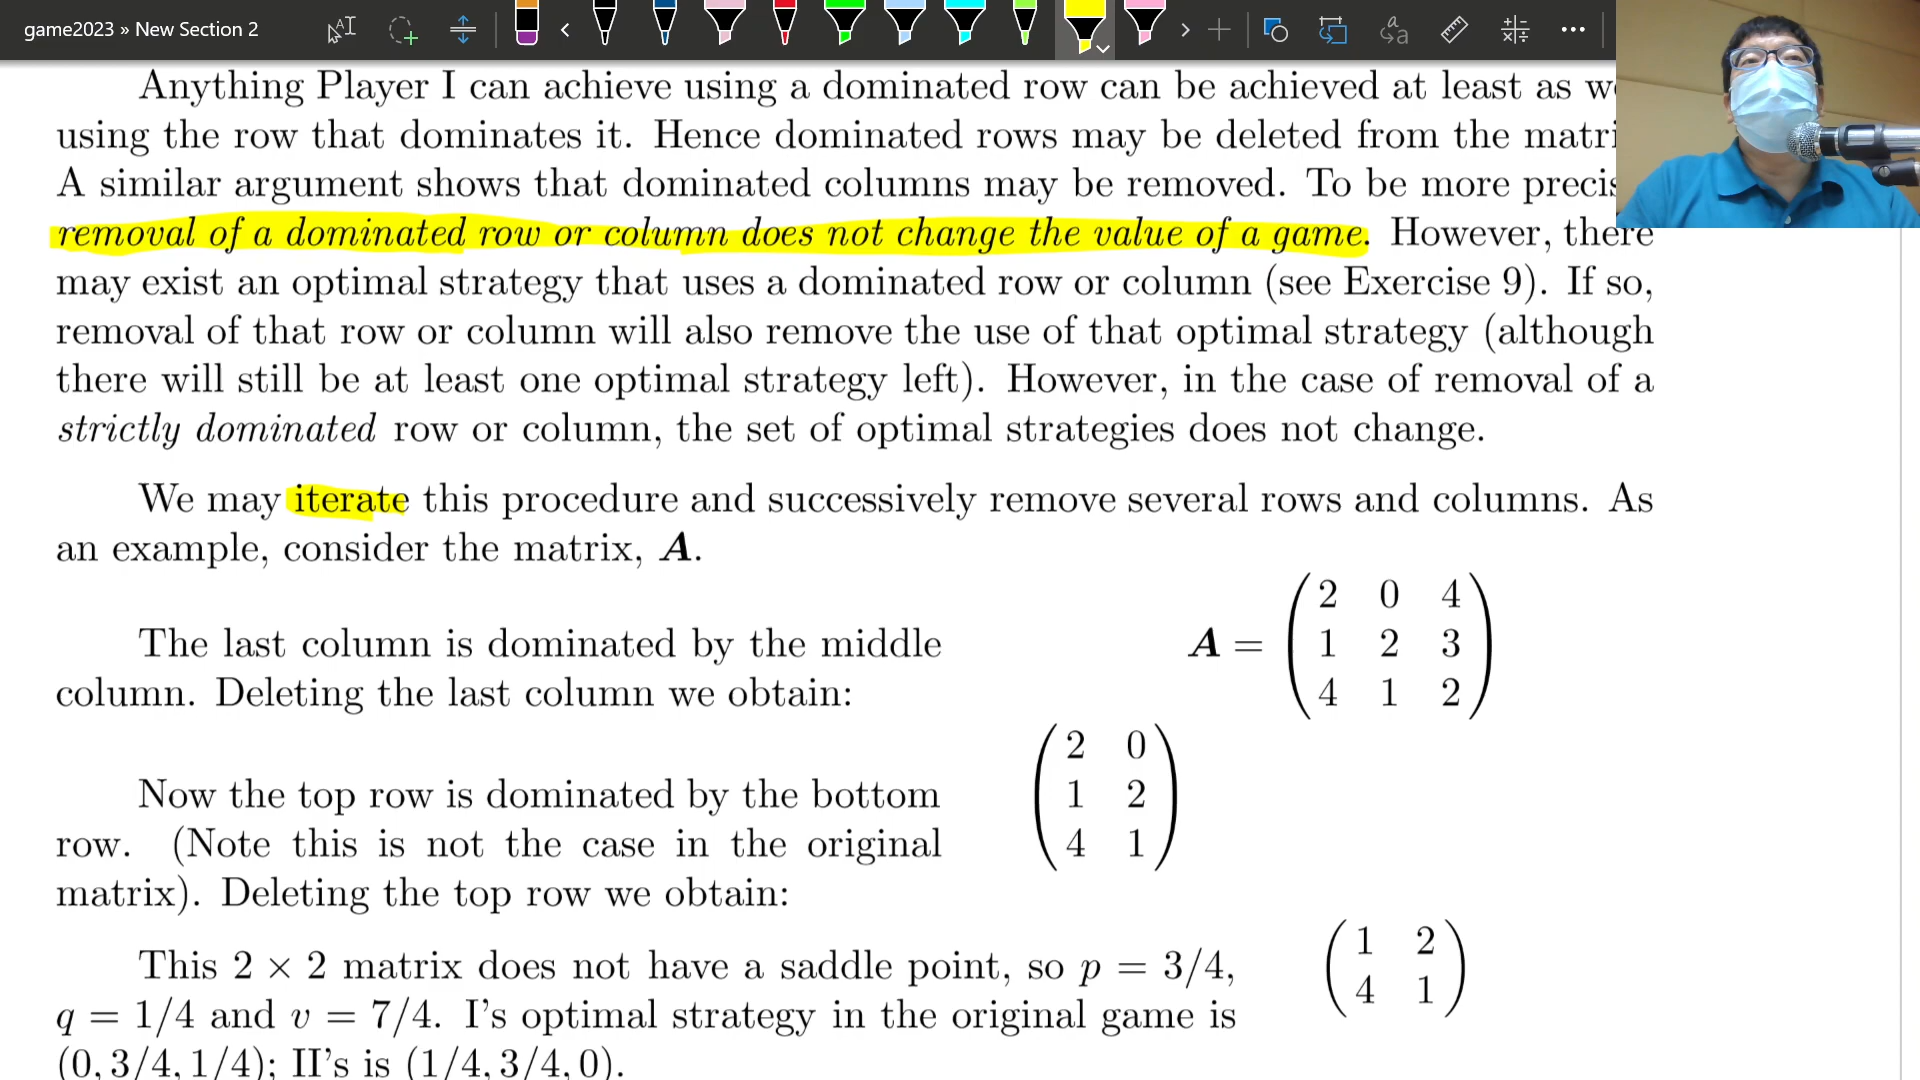 game2023 » New Section 2
Anything Player I can achieve using a dominated row can be achieved at least as
using the row that dominates it. Hence dominated rows may be deleted from the
A similar argument shows that dominated columns may be removed. To be more
removal of a dominated row or column does not change the value of a game. However, there
may exist an optimal strategy that uses a dominated row or column (see Exercise 9). If so,
removal of that row or column will also remove the use of that optimal strategy (although
there will still be at least one optimal strategy left). However, in the case of removal of a
strictly dominated row or column, the set of optimal strategies does not change.
We may iterate this procedure and successively remove several rows and columns. As
an example, consider the matrix, A.
The last column is dominated by the middle
column. Deleting the last column we obtain:
A = ( 2 0 4
1 2 3
4 1 2 )
( 2 0
1 2
4 1 )
Now the top row is dominated by the bottom
row. (Note this is not the case in the original
matrix). Deleting the top row we obtain:
( 1 2
4 1 )
This 2 × 2 matrix does not have a saddle point, so p = 3/4,
q = 1/4 and v = 7/4. I's optimal strategy in the original game is
(0, 3/4, 1/4); II's is (1/4, 3/4, 0).